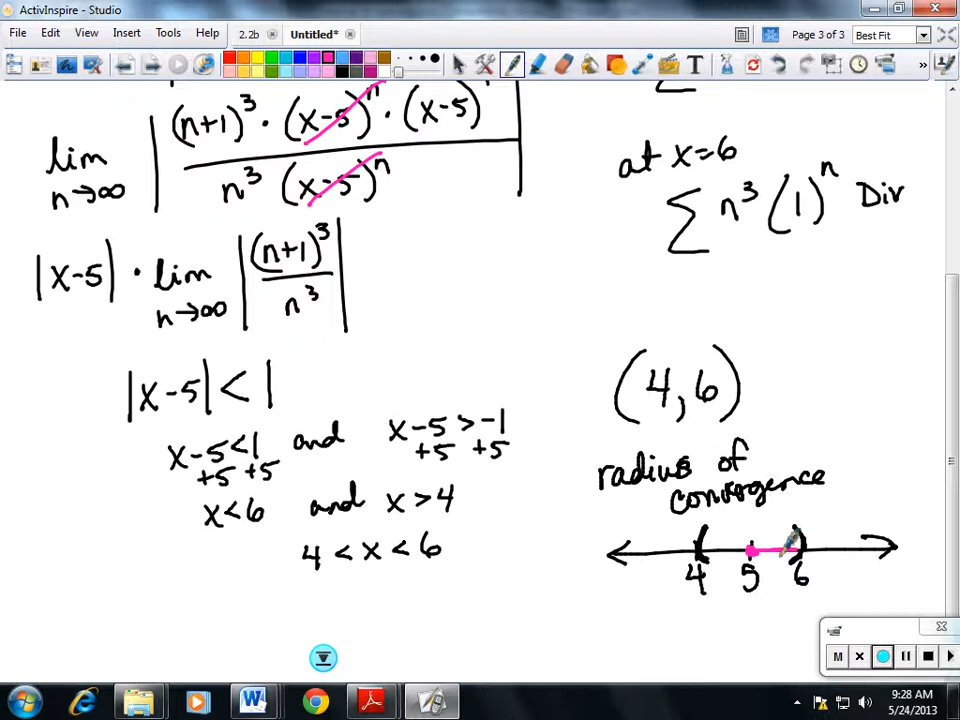 ActivInspire - Studio
File Edit View Insert Tools Help 2.2b Untitled* Page 3 of 3 Best Fit
(n+1)³ · (x-5)ⁿ · (x-5)
lim
n→∞
n³ (x-5)ⁿ
|x-5| · lim
n→∞
|(n+1)³
n³|
|x-5| < 1
x-5<1 and x-5>-1
+5 +5 +5 +5
x<6 and x>4
4 < x < 6
at x=6
∑ n³ (1)ⁿ Div
(4,6)
radius of
convergence
4 5 6
M
9:28 AM
5/24/2013